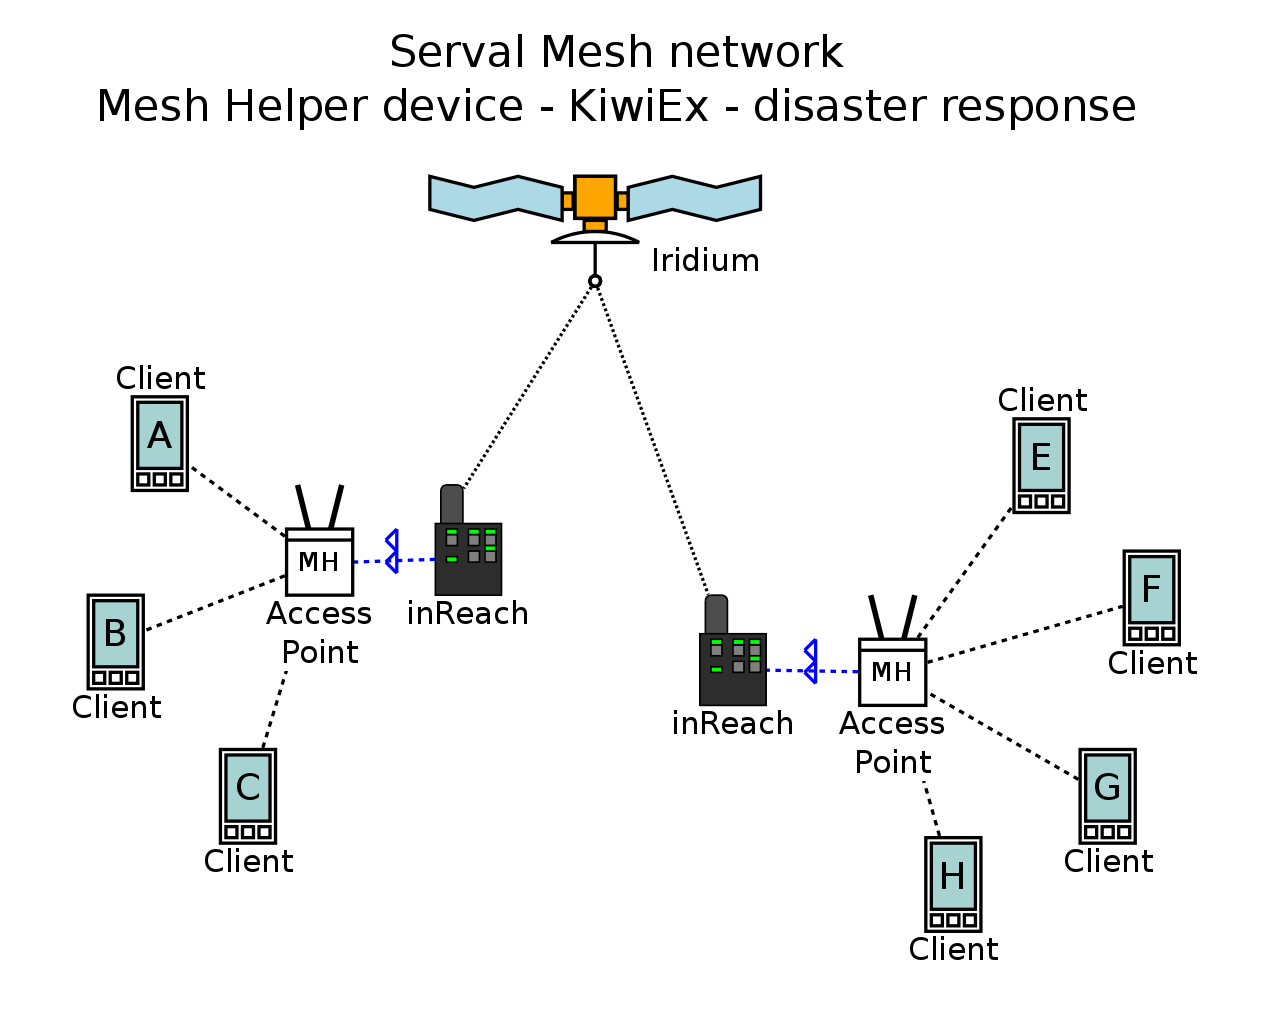 Serval Mesh network
Mesh Helper device - KiwiEx - disaster response
Iridium
Client
A
Client
E
MH
Access
Point
inReach
B
Client
F
Client
MH
Access
Point
inReach
C
Client
G
Client
H
Client